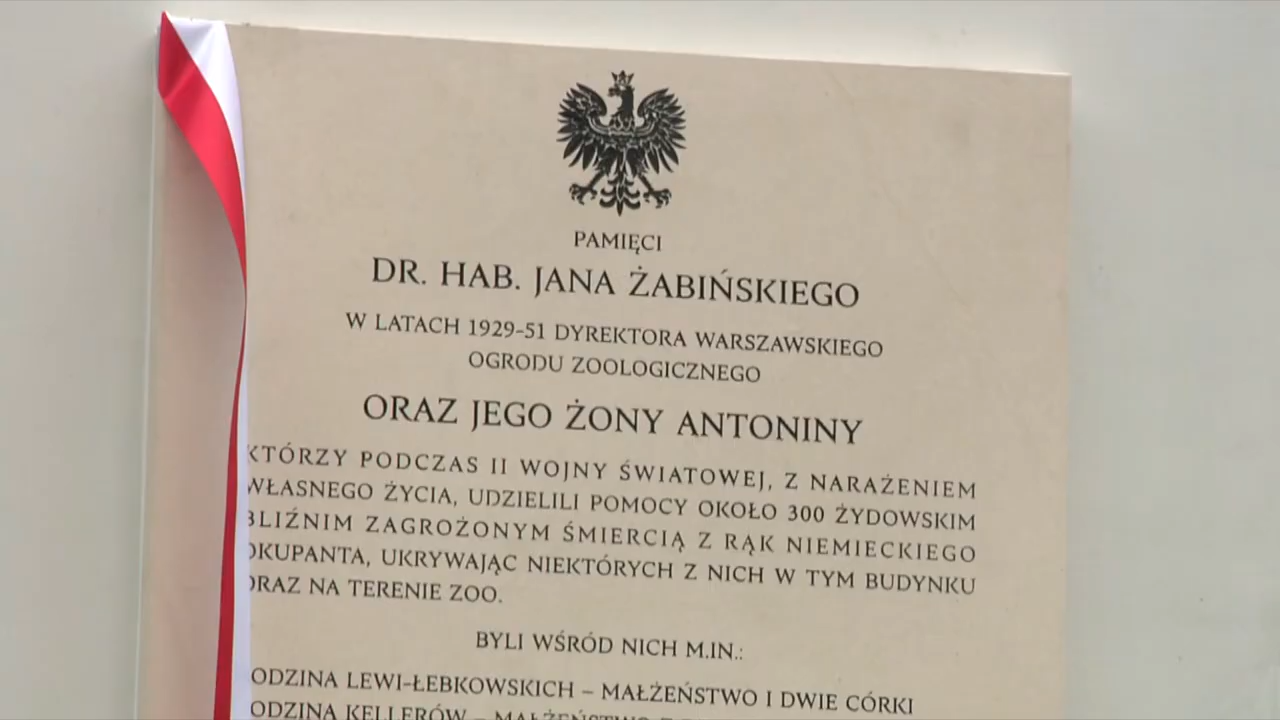 PAMIĘCI
DR. HAB. JANA ŻABIŃSKIEGO
W LATACH 1929-51 DYREKTORA WARSZAWSKIEGO
OGRODU ZOOLOGICZNEGO
ORAZ JEGO ŻONY ANTONINY
KTÓRZY PODCZAS II WOJNY ŚWIATOWEJ, Z NARAŻENIEM
WŁASNEGO ŻYCIA, UDZIELILI POMOCY OKOŁO 300 ŻYDOWSKIM
BLIŹNIM ZAGROŻONYM ŚMIERCIĄ Z RĄK NIEMIECKIEGO
OKUPANTA, UKRYWAJĄC NIEKTÓRYCH Z NICH W TYM BUDYNKU
ORAZ NA TERENIE ZOO.
BYLI WŚRÓD NICH M.IN.:
ODZINA LEWI-ŁEBKOWSKICH – MAŁŻEŃSTWO I DWIE CÓRKI
ODZINA KELLERÓW – MAŁŻEŃSTWO